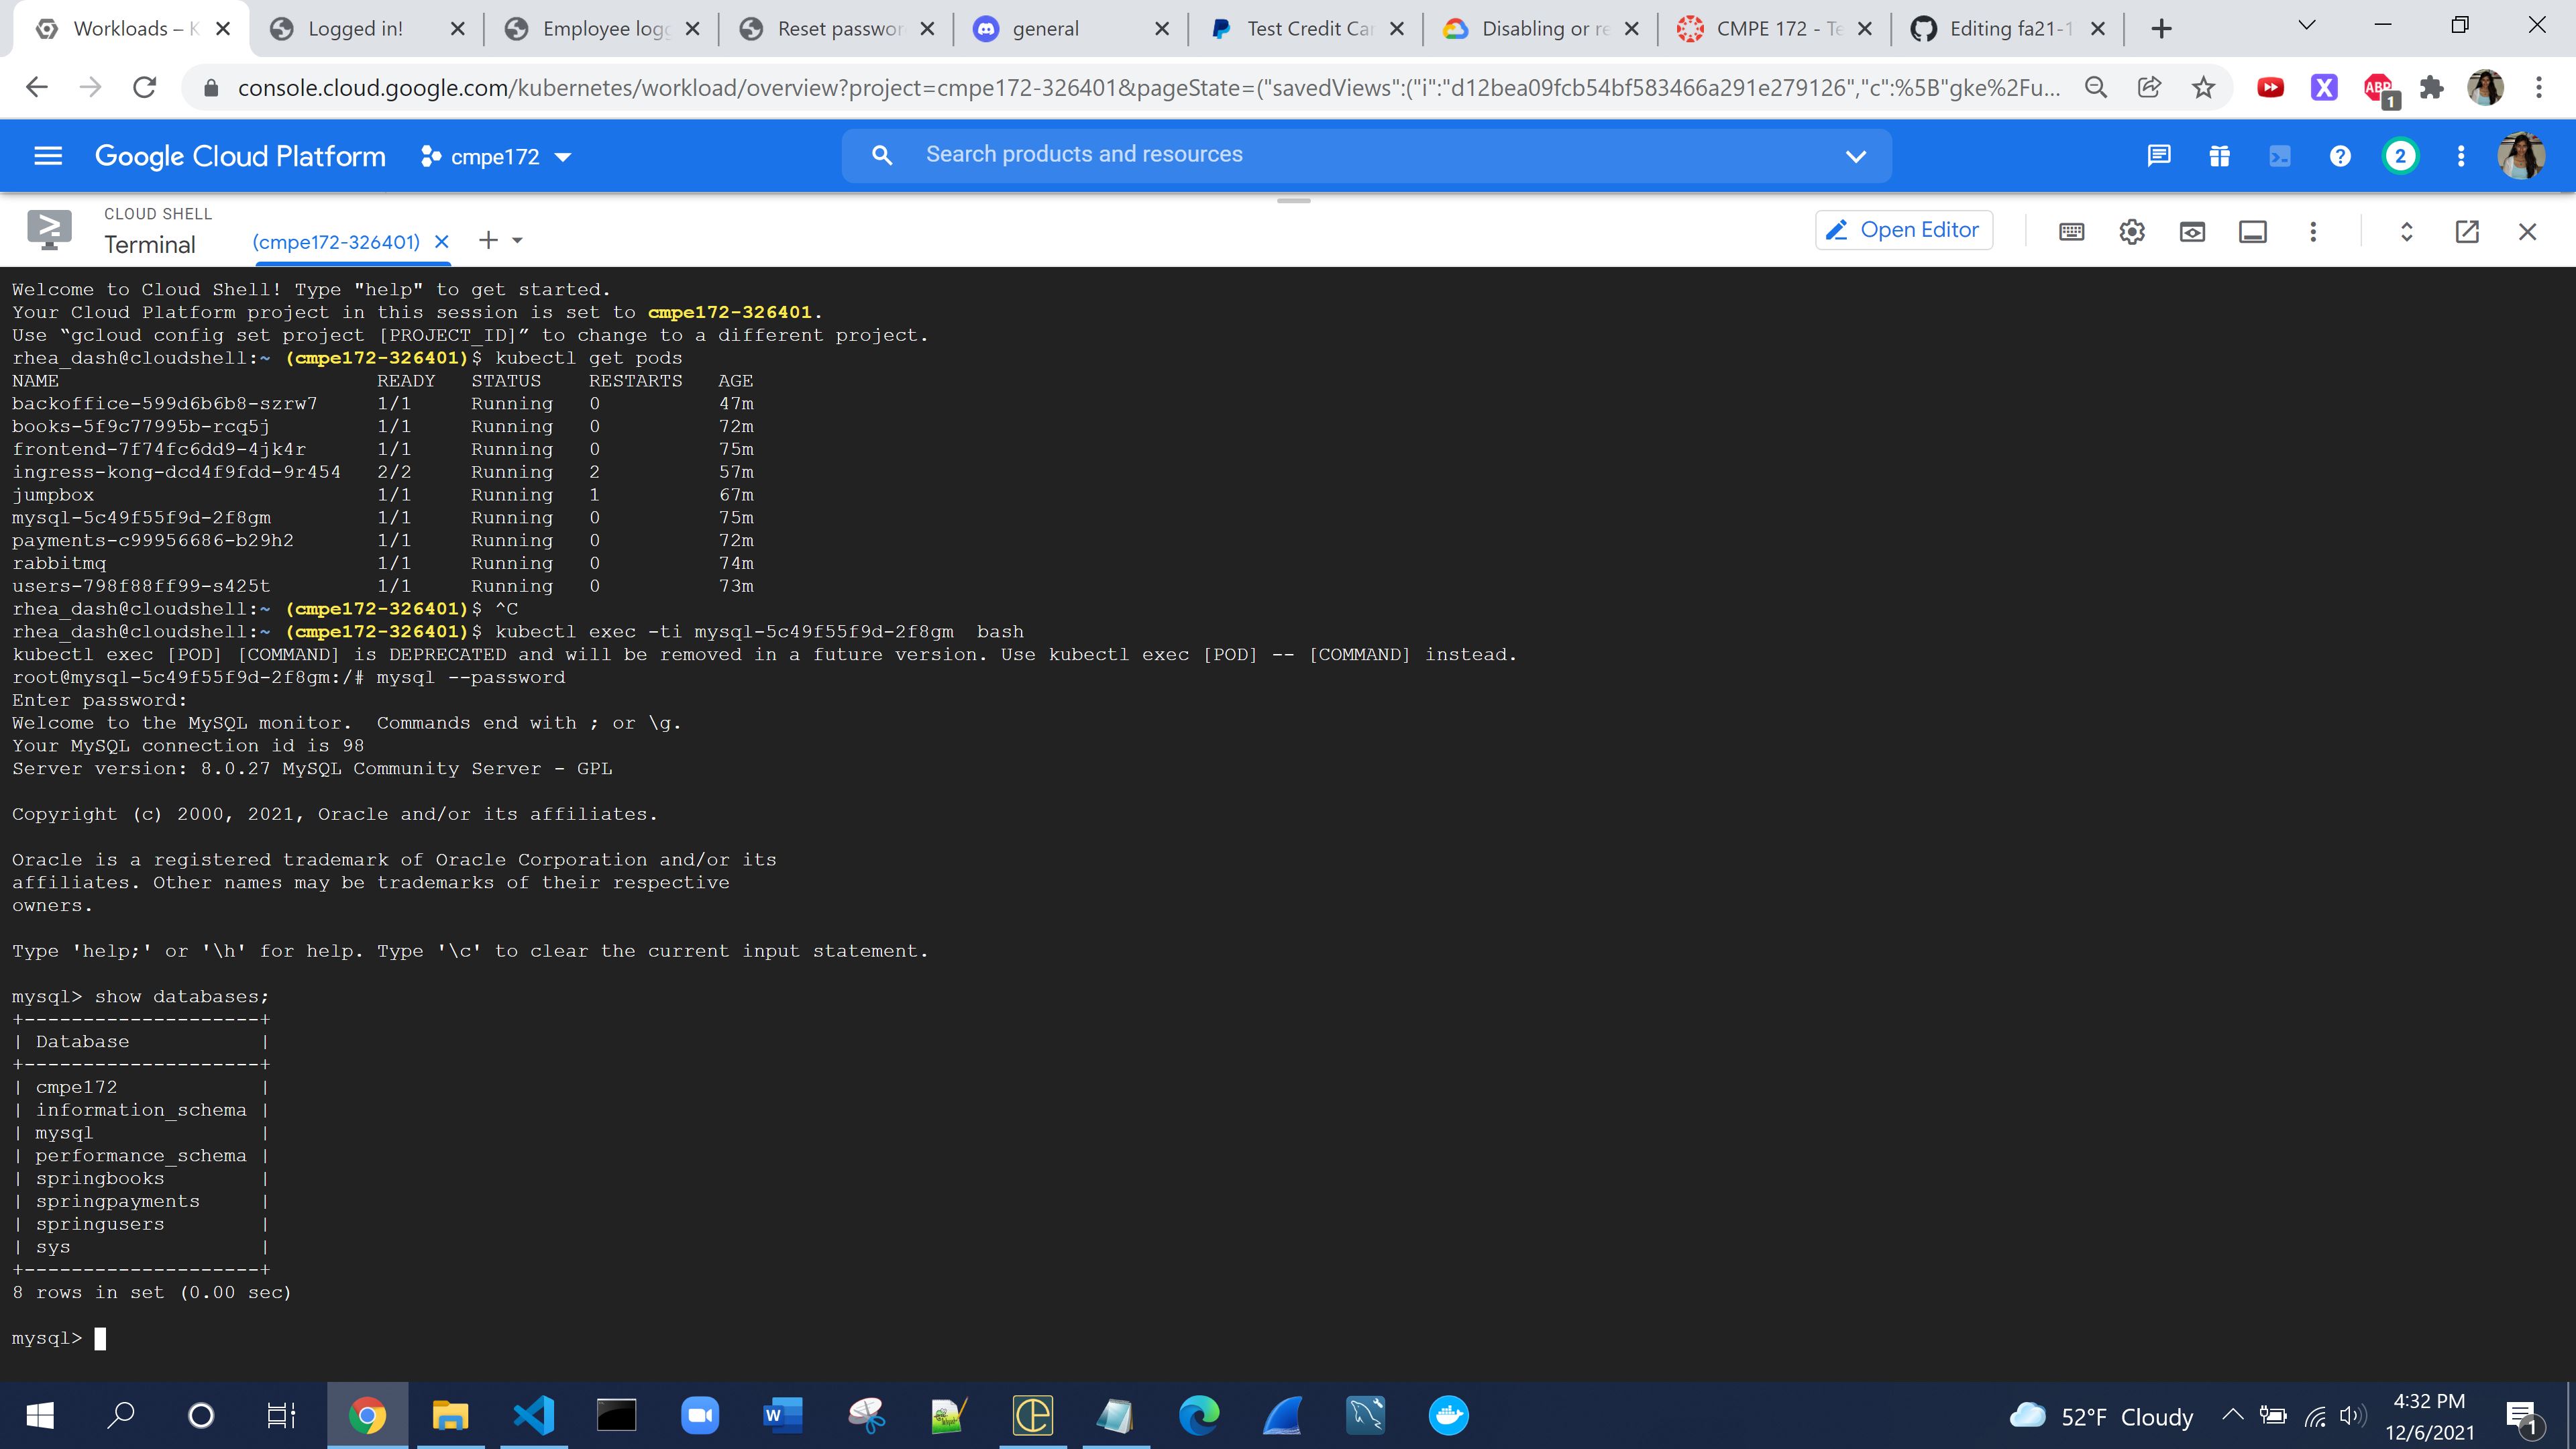 Workloads – K
Logged in!
Employee logg
Reset passwor
general
Test Credit Car
Disabling or re
CMPE 172 - Te
Editing fa21-1
console.cloud.google.com/kubernetes/workload/overview?project=cmpe172-326401&pageState=("savedViews":("i":"d12bea09fcb54bf583466a291e279126","c":%5B"gke%2Fu...
ABP
1
Google Cloud Platform
cmpe172
Search products and resources
2
CLOUD SHELL
Terminal
(cmpe172-326401)
Open Editor
Welcome to Cloud Shell! Type "help" to get started.
Your Cloud Platform project in this session is set to cmpe172-326401.
Use “gcloud config set project [PROJECT_ID]” to change to a different project.
rhea_dash@cloudshell:~ (cmpe172-326401)$ kubectl get pods
NAME READY STATUS RESTARTS AGE
backoffice-599d6b6b8-szrw7 1/1 Running 0 47m
books-5f9c77995b-rcq5j 1/1 Running 0 72m
frontend-7f74fc6dd9-4jk4r 1/1 Running 0 75m
ingress-kong-dcd4f9fdd-9r454 2/2 Running 2 57m
jumpbox 1/1 Running 1 67m
mysql-5c49f55f9d-2f8gm 1/1 Running 0 75m
payments-c99956686-b29h2 1/1 Running 0 72m
rabbitmq 1/1 Running 0 74m
users-798f88ff99-s425t 1/1 Running 0 73m
rhea_dash@cloudshell:~ (cmpe172-326401)$ ^C
rhea_dash@cloudshell:~ (cmpe172-326401)$ kubectl exec -ti mysql-5c49f55f9d-2f8gm  bash
kubectl exec [POD] [COMMAND] is DEPRECATED and will be removed in a future version. Use kubectl exec [POD] -- [COMMAND] instead.
root@mysql-5c49f55f9d-2f8gm:/# mysql --password
Enter password:
Welcome to the MySQL monitor.  Commands end with ; or \g.
Your MySQL connection id is 98
Server version: 8.0.27 MySQL Community Server - GPL
Copyright (c) 2000, 2021, Oracle and/or its affiliates.
Oracle is a registered trademark of Oracle Corporation and/or its
affiliates. Other names may be trademarks of their respective
owners.
Type 'help;' or '\h' for help. Type '\c' to clear the current input statement.
mysql> show databases;
+--------------------+
| Database           |
+--------------------+
| cmpe172            |
| information_schema |
| mysql              |
| performance_schema |
| springbooks        |
| springpayments     |
| springusers        |
| sys                |
+--------------------+
8 rows in set (0.00 sec)
mysql>
52°F Cloudy
4:32 PM
12/6/2021
1